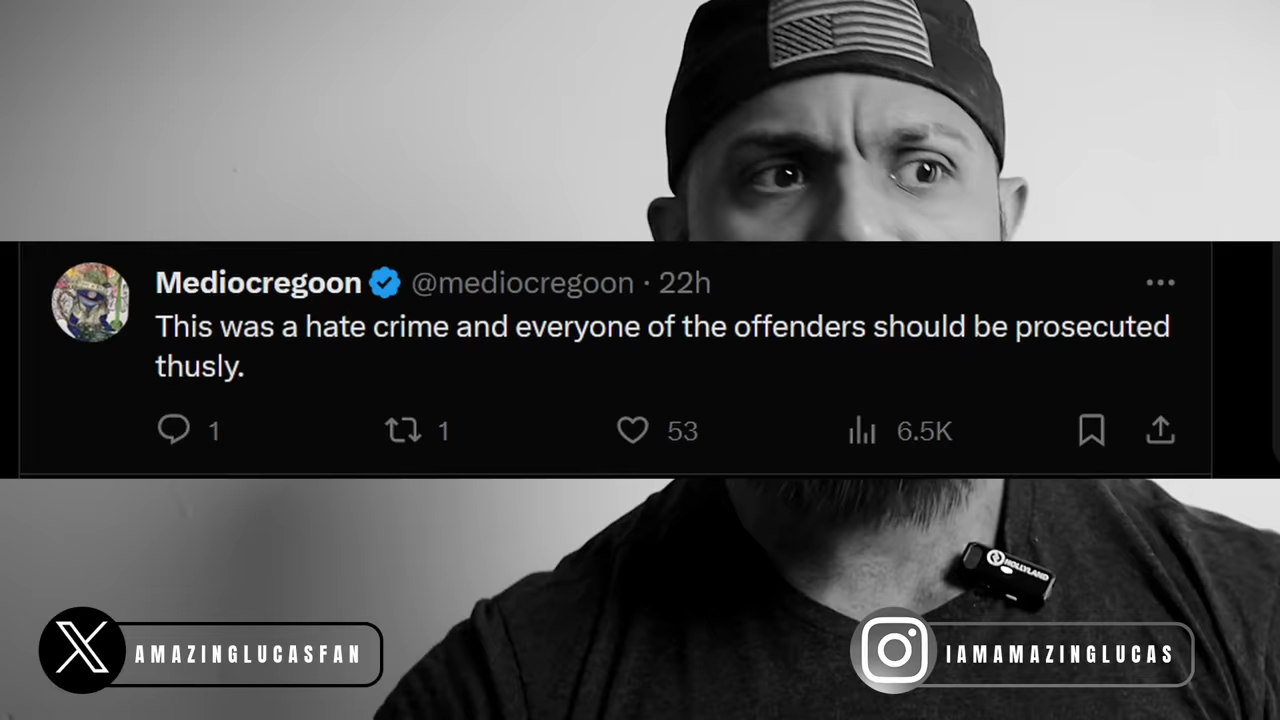 Mediocregoon @mediocregoon · 22h
This was a hate crime and everyone of the offenders should be prosecuted
thusly.
1 1 53 6.5K
HOLLYLAND
AMAZINGLUCASFAN IAMAMAZINGLUCAS